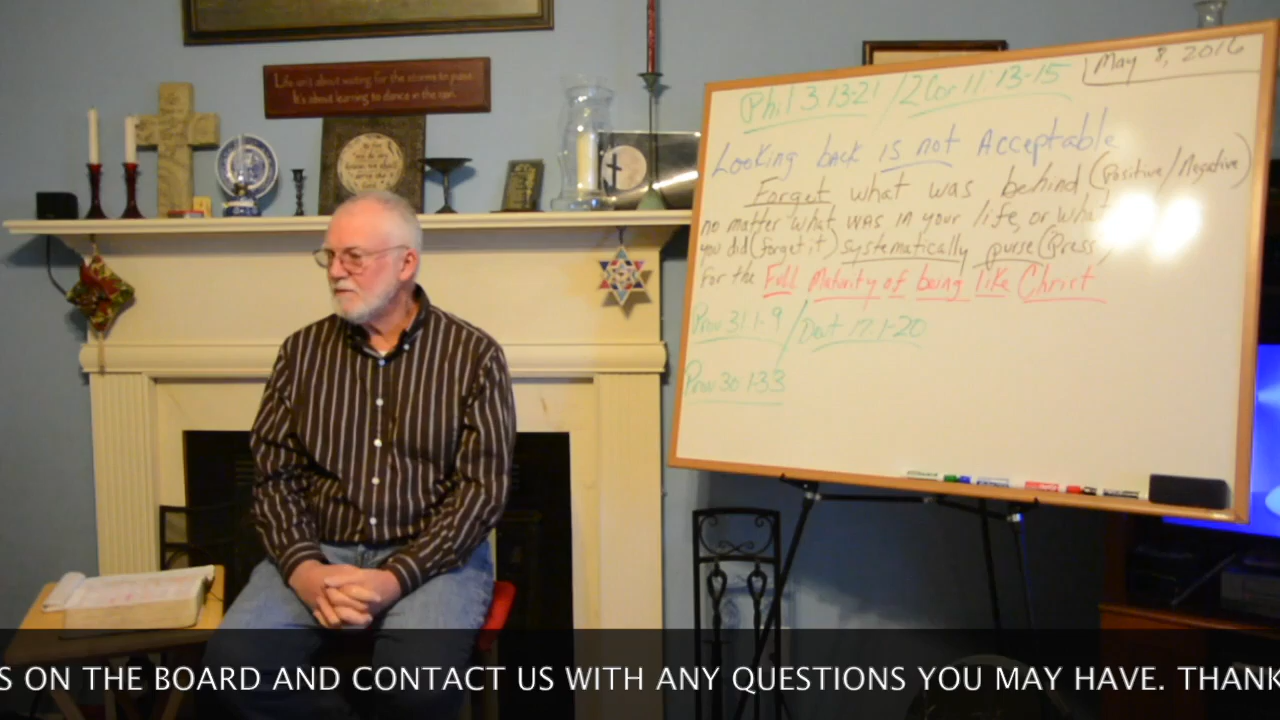 Life isn't about waiting for the storms to pass.
It's about learning to dance in the rain.
May 8, 2016
Phil 3.13-21 / 2 Cor 11.13-15
Looking back is not Acceptable
Forget what was behind (Positive/Negative)
no matter what was in your life, or what
you did (forget it) systematically purse (Press)
for the Full Maturity of being like Christ
Prov 31.1-9 / Deut 17.1-20
Prov 30.1-33
S ON THE BOARD AND CONTACT US WITH ANY QUESTIONS YOU MAY HAVE. THANK